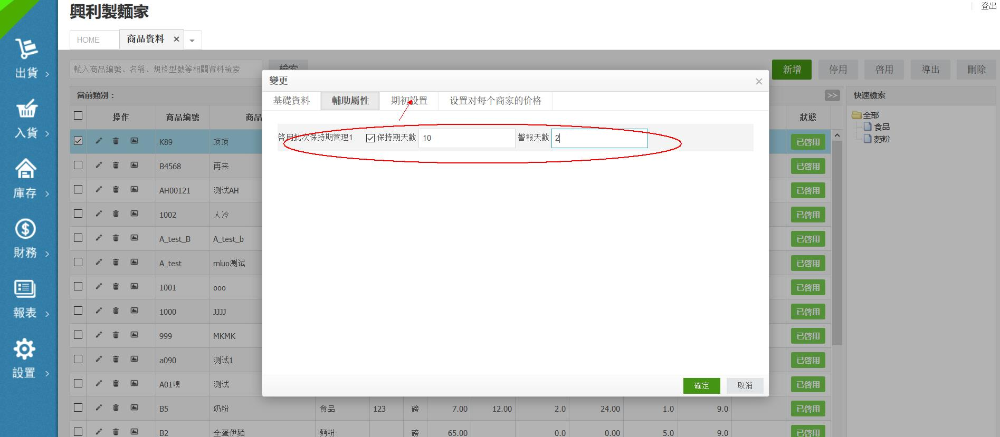 興利製麵家
登出
HOME
商品資料
出貨
入貨
庫存
財務
報表
設置
輸入商品編號、名稱、規格型號等相關資料檢索
檢索
新增 停用 啓用 導出 刪除
當前類別：
>>
快速檢索
全部
食品
麵粉
變更
基礎資料 輔助屬性 期初設置 设置对每个商家的价格
啓用批次保持期管理1 保持期天數 10 警報天數 2
確定 取消
操作 商品編號 商品 狀態
K89 顶顶 已啓用
B4568 再来 已啓用
AH00121 测试AH 已啓用
1002 人冷 已啓用
A_test_B A_test_b 已啓用
A_test mluo测试 已啓用
1001 ooo 已啓用
1000 JJJJ 已啓用
999 MKMK 已啓用
a090 测试1 已啓用
A01噢 测试 已啓用
B5 奶粉 食品 123 磅 7.00 12.00 2.0 24.00 1.0 9.0 已啓用
B2 全蛋伊麵 麪粉 磅 65.00 0.0 0.00 5.0 9.0 已啓用